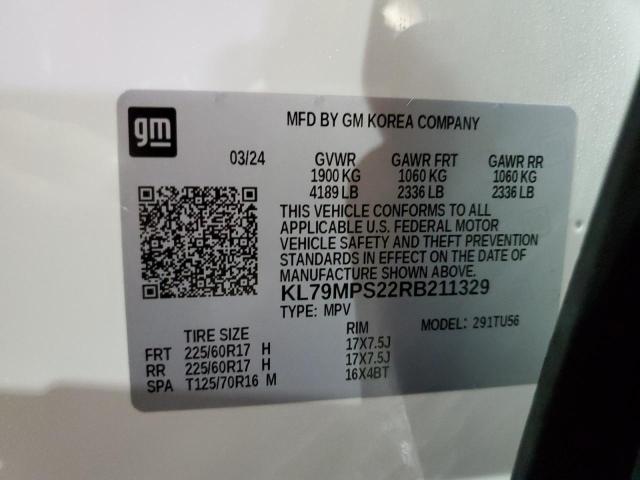 gm
MFD BY GM KOREA COMPANY
03/24 GVWR GAWR FRT GAWR RR
1900 KG 1060 KG 1060 KG
4189 LB 2336 LB 2336 LB
THIS VEHICLE CONFORMS TO ALL
APPLICABLE U.S. FEDERAL MOTOR
VEHICLE SAFETY AND THEFT PREVENTION
STANDARDS IN EFFECT ON THE DATE OF
MANUFACTURE SHOWN ABOVE.
KL79MPS22RB211329
TYPE: MPV MODEL: 291TU56
TIRE SIZE RIM
FRT 225/60R17 H 17X7.5J
RR 225/60R17 H 17X7.5J
SPA T125/70R16 M 16X4BT